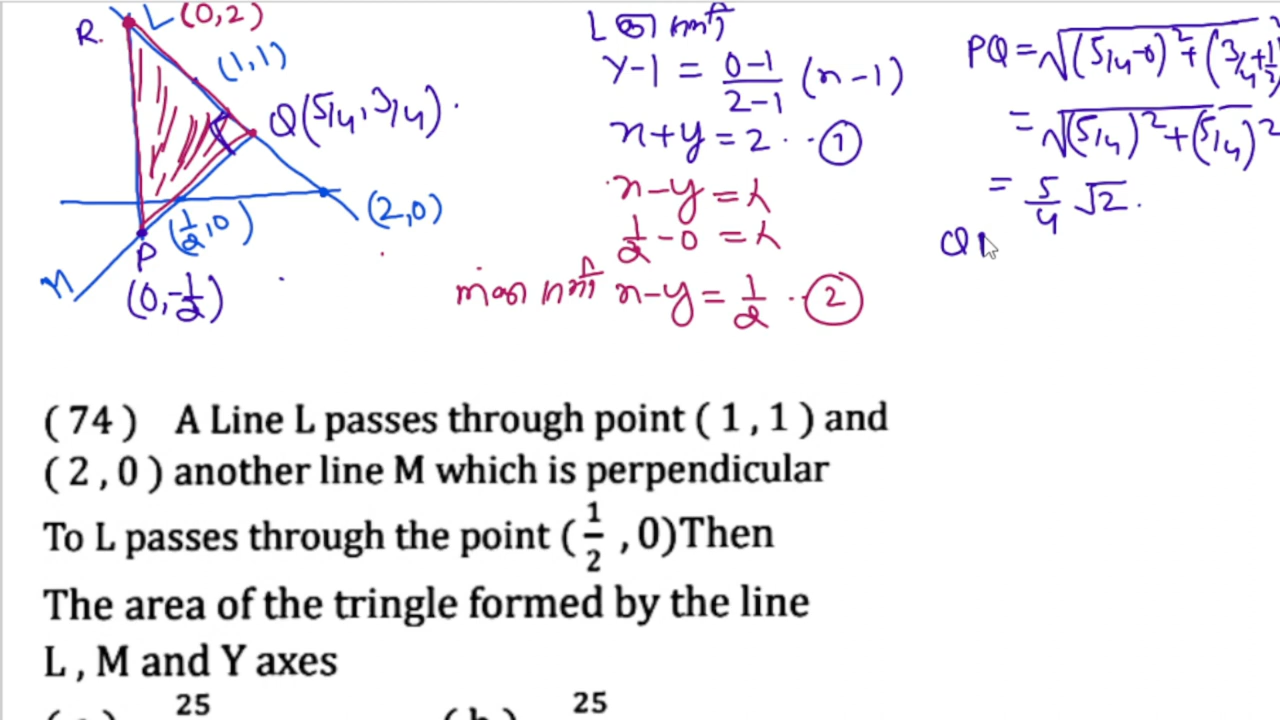 R. L (0,2)
(1,1)
Q(5/4, 3/4).
(2,0)
(1/2, 0)
P
(0,-1/2)
M
L এর
y-1 = 0-1/2-1 (x-1)
x+y = 2 ... ①
x-y = λ
1/2 - 0 = λ
x-y = 1/2 ... ②
PQ = √(5/4-0)² + (3/4+1/2)
= √(5/4)² + (5/4)²
= 5/4 √2.
Q
( 74 ) A Line L passes through point ( 1 , 1 ) and
( 2 , 0 ) another line M which is perpendicular
To L passes through the point ( 1/2 , 0)Then
The area of the tringle formed by the line
L , M and Y axes
25 25